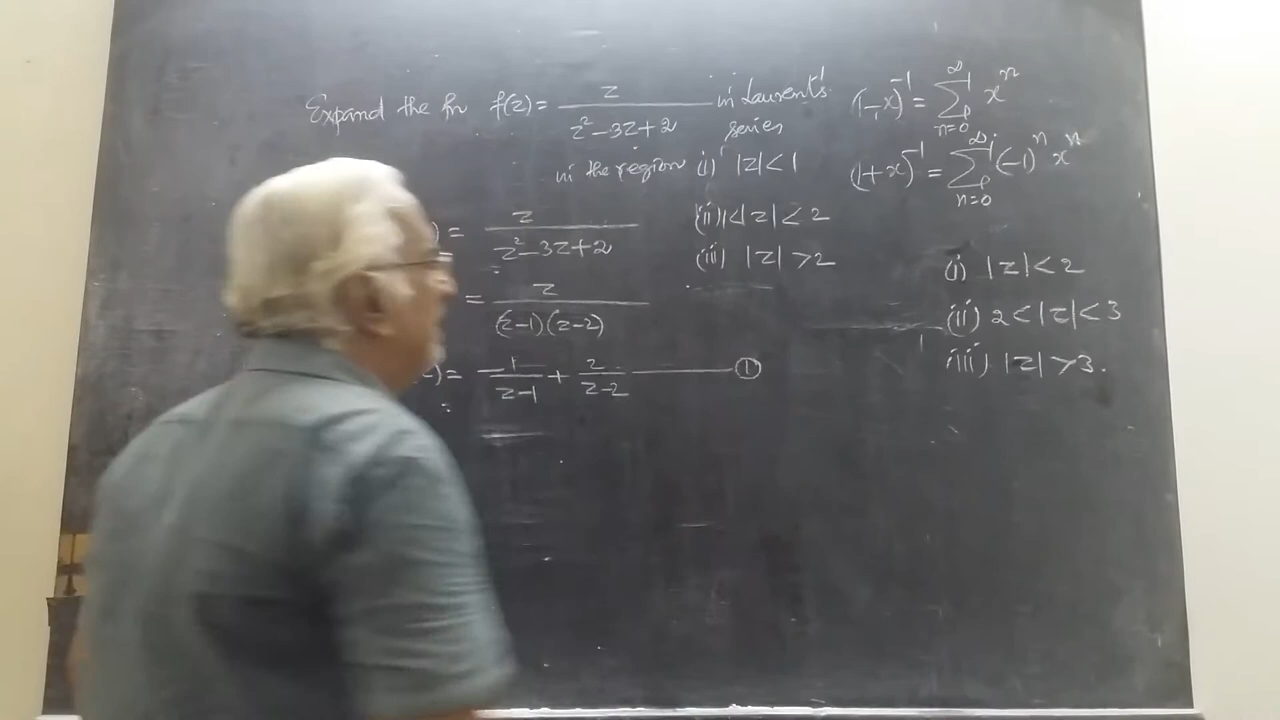 Expand the fn f(z) = z / (z² - 3z + 2) in Laurent's series
in the region (i) |z| < 1
(ii) 1 < |z| < 2
(iii) |z| > 2
) = z / (z² - 3z + 2)
= z / ((z-1)(z-2))
) = -1/(z-1) + 2/(z-2) ——— ①
(1-x)⁻¹ = ∑_{n=0}^{∞} xⁿ
(1+x)⁻¹ = ∑_{n=0}^{∞} (-1)ⁿ xⁿ
(i) |z| < 2
(ii) 2 < |z| < 3
(iii) |z| > 3.